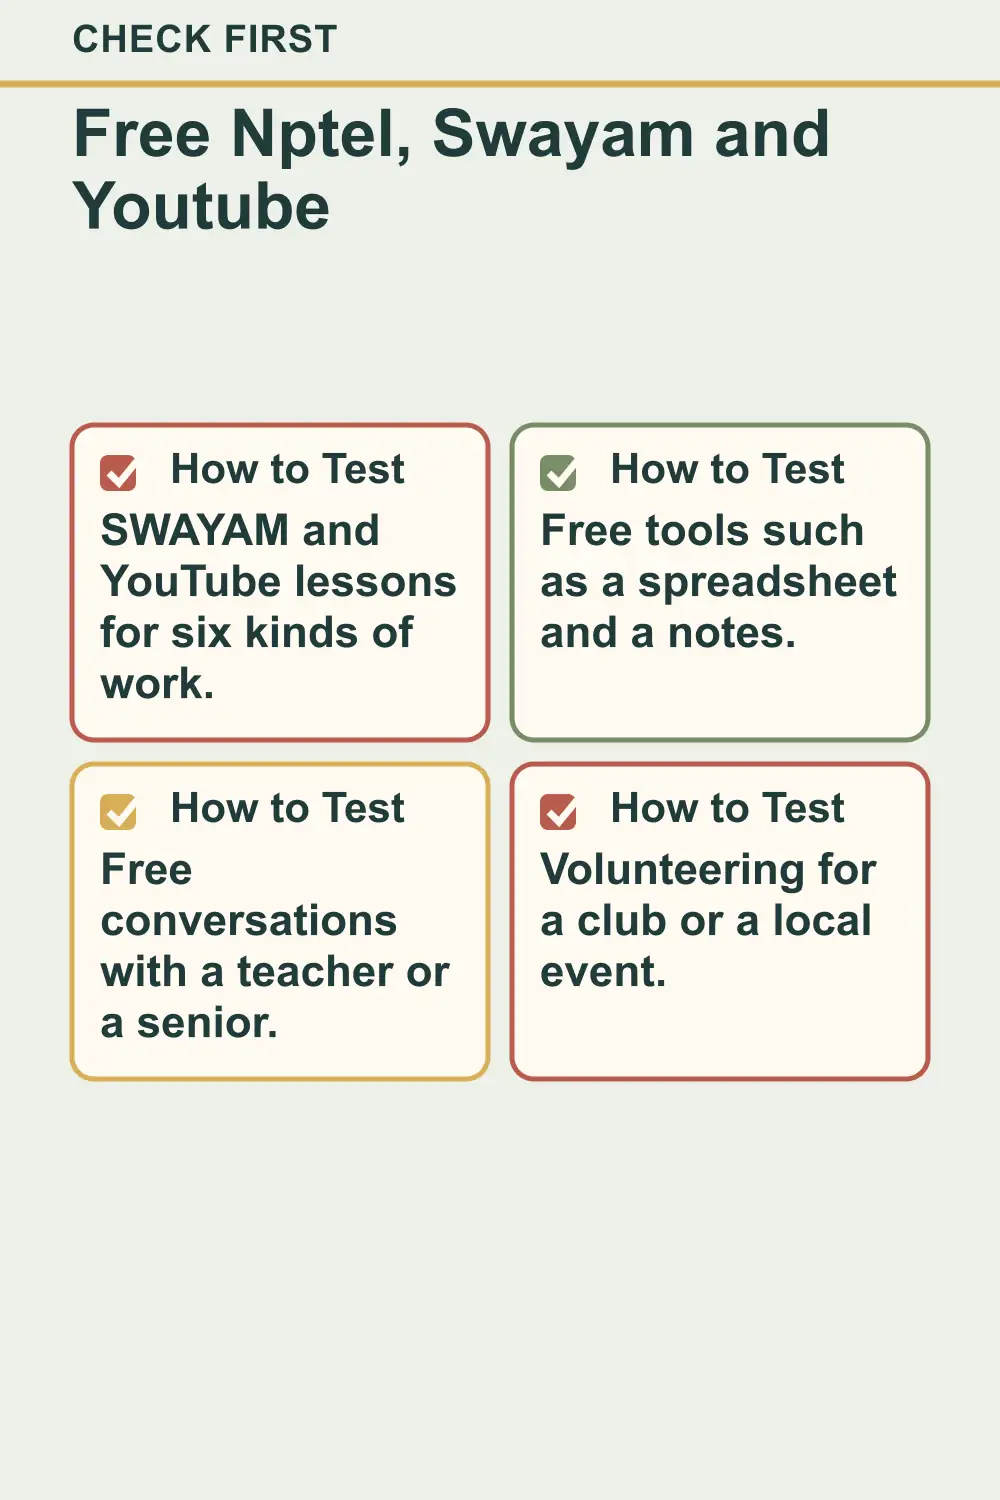 CHECK FIRST
Free Nptel, Swayam and
Youtube
How to Test
SWAYAM and
YouTube lessons
for six kinds of
work.
How to Test
Free tools such
as a spreadsheet
and a notes.
How to Test
Free
conversations
with a teacher or
a senior.
How to Test
Volunteering for
a club or a local
event.